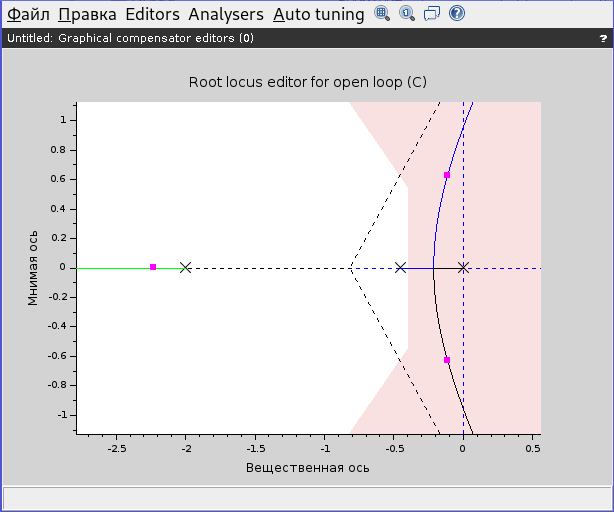 Файл Правка Editors Analysers Auto tuning ?
Untitled: Graphical compensator editors (0) ?
Root locus editor for open loop (C)
Мнимая ось
1
0.8
0.6
0.4
0.2
0
-0.2
-0.4
-0.6
-0.8
-1
-2.5 -2 -1.5 -1 -0.5 0 0.5
Вещественная ось